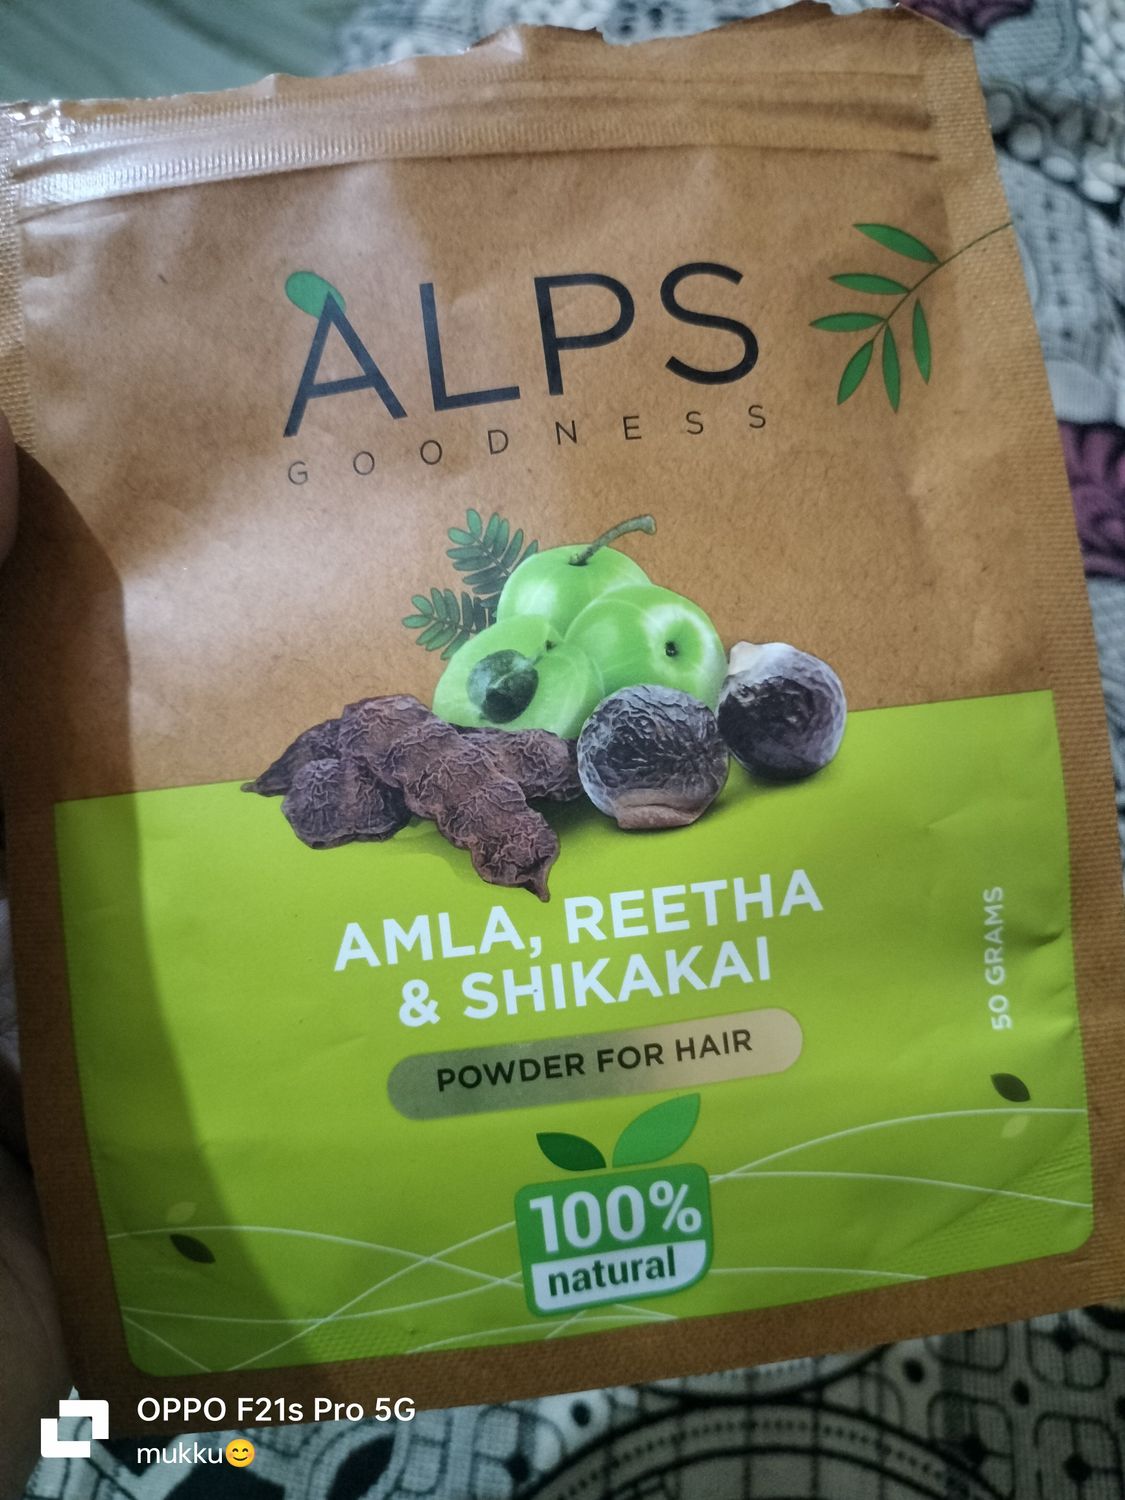 ALPS
GOODNESS
AMLA, REETHA
& SHIKAKAI
POWDER FOR HAIR
50 GRAMS
100%
natural
OPPO F21s Pro 5G
mukku😊